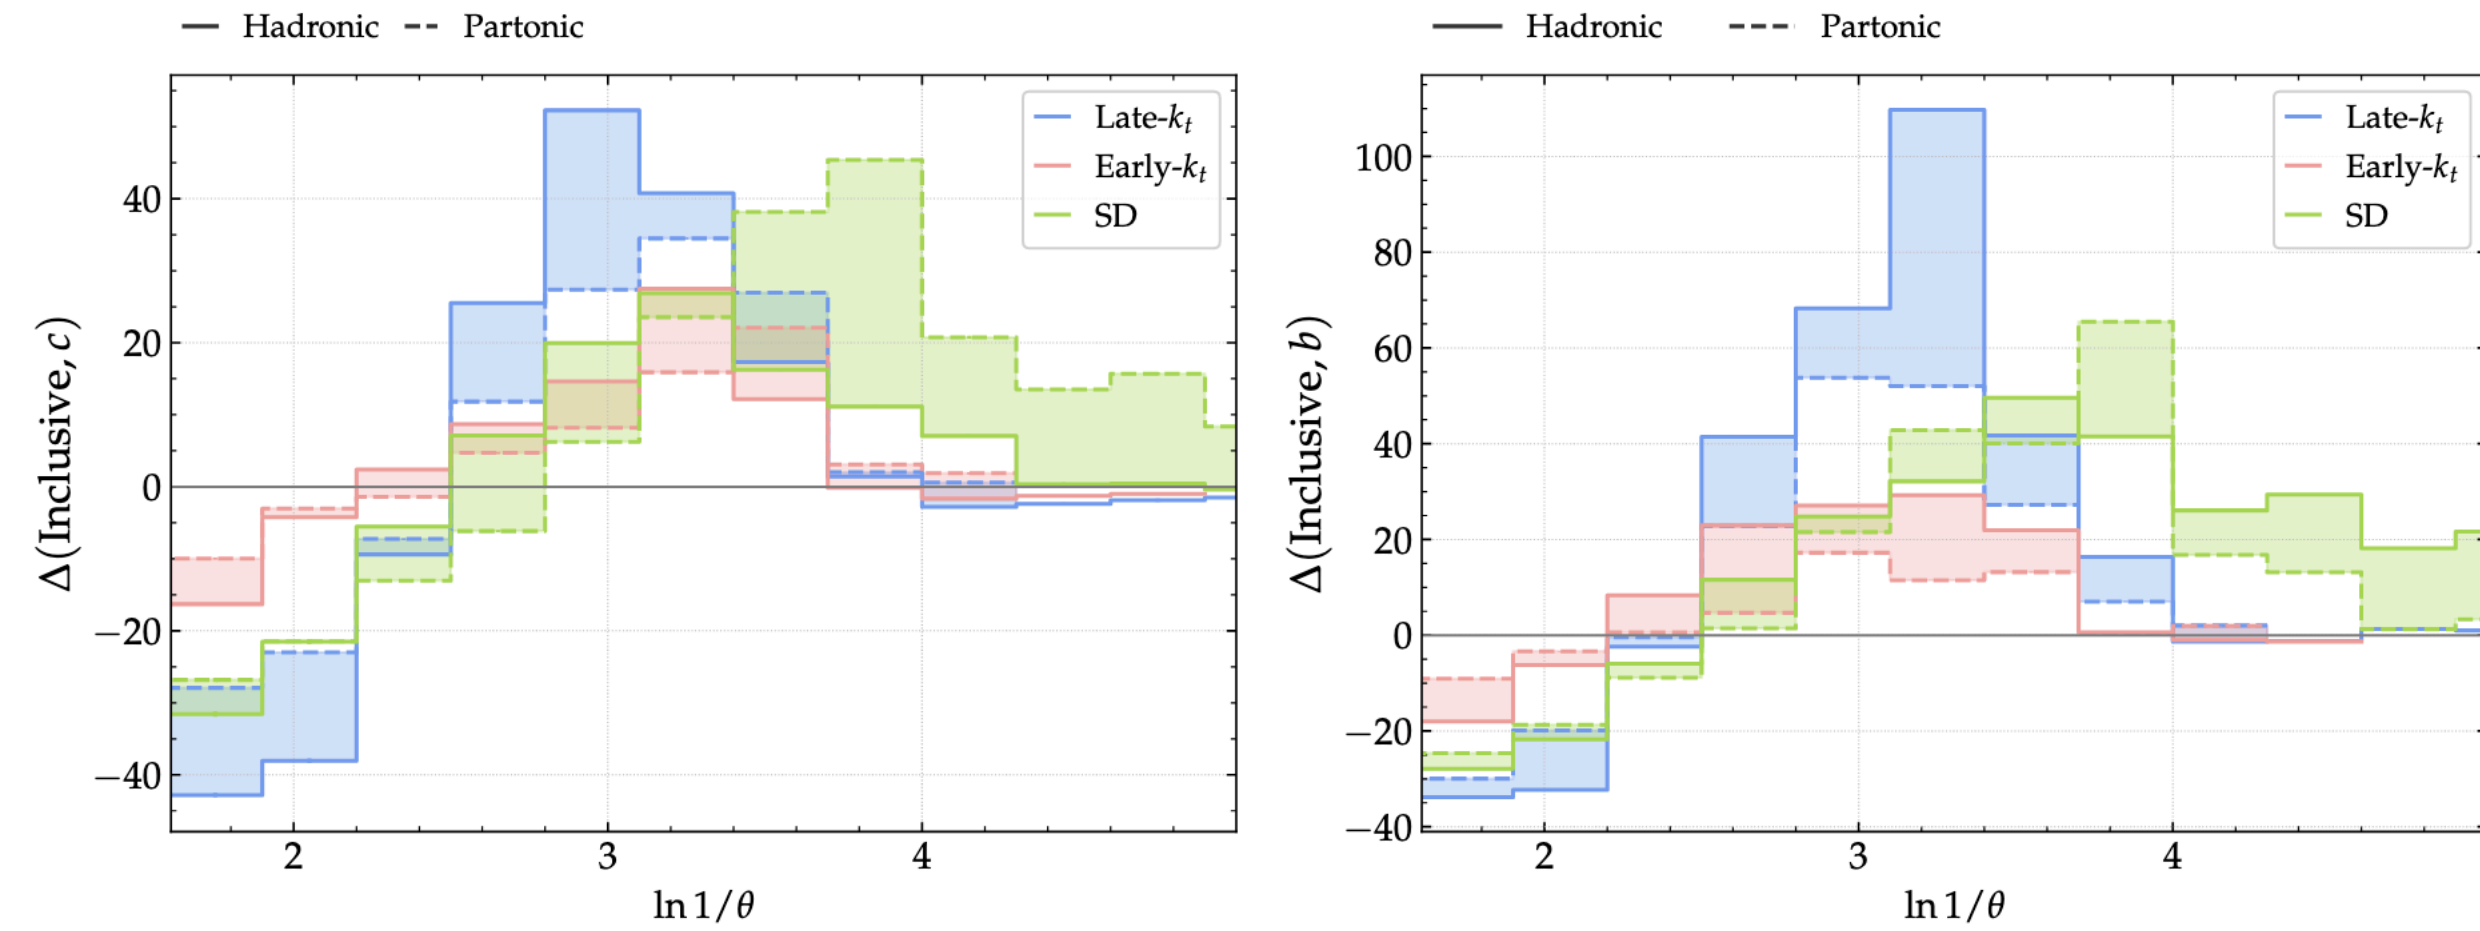 Hadronic Partonic
Δ(Inclusive, c)
40
20
0
−20
−40
Late-kt
Early-kt
SD
2 3 4
ln 1/θ
Hadronic Partonic
Δ(Inclusive, b)
100
80
60
40
20
0
−20
−40
Late-kt
Early-kt
SD
2 3 4
ln 1/θ